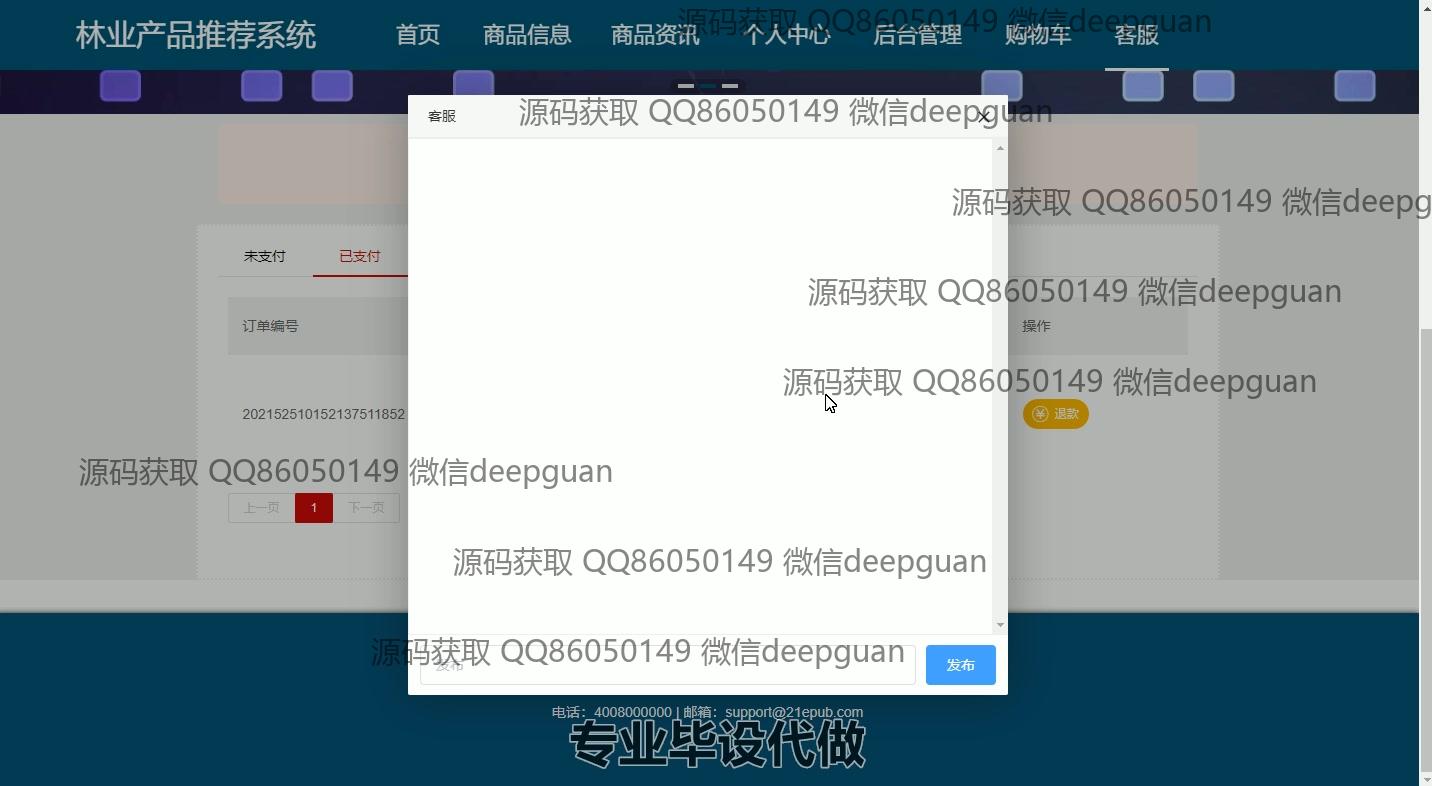 源码获取 QQ86050149 微信deepguan
林业产品推荐系统 首页 商品信息 商品资讯 个人中心 后台管理 购物车 客服
客服
源码获取 QQ86050149 微信deepguan
源码获取 QQ86050149 微信deepg
未支付 已支付
源码获取 QQ86050149 微信deepguan
订单编号 操作
源码获取 QQ86050149 微信deepguan
202152510152137511852 退款
源码获取 QQ86050149 微信deepguan
上一页 1 下一页
源码获取 QQ86050149 微信deepguan
源码获取 QQ86050149 微信deepguan
发布 发布
电话：4008000000 | 邮箱：support@21epub.com
专业毕设代做